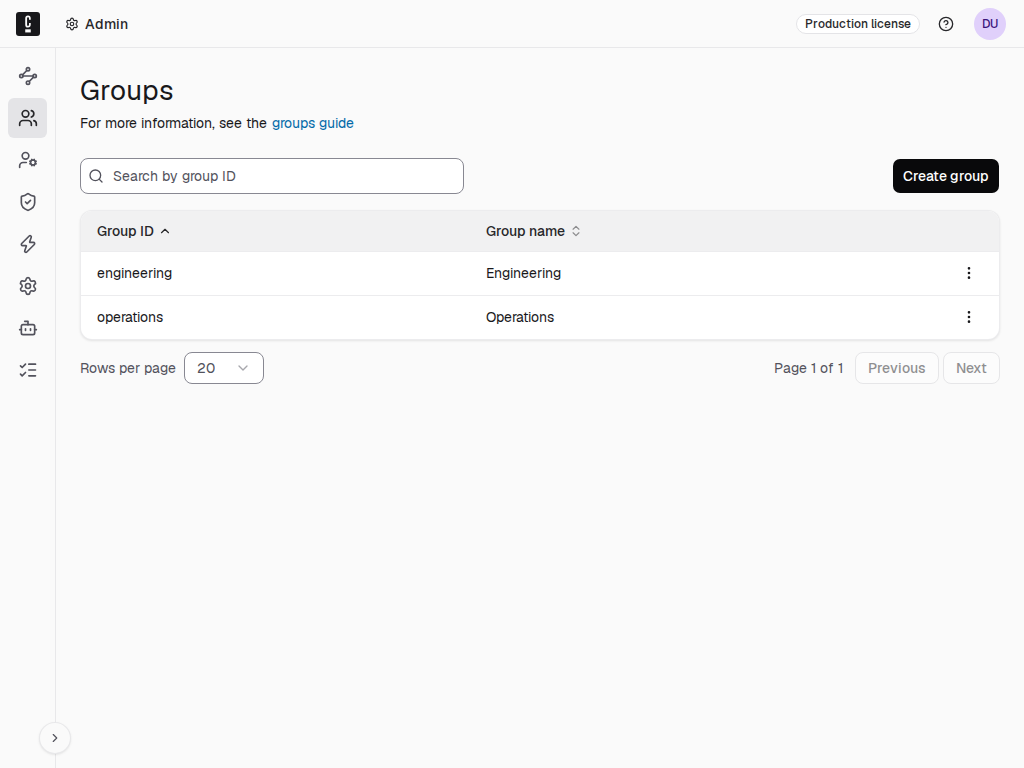 Admin
Production license
DU
Groups
For more information, see the groups guide
Search by group ID
Create group
Group ID
Group name
engineering
Engineering
operations
Operations
Rows per page
20
Page 1 of 1
Previous
Next